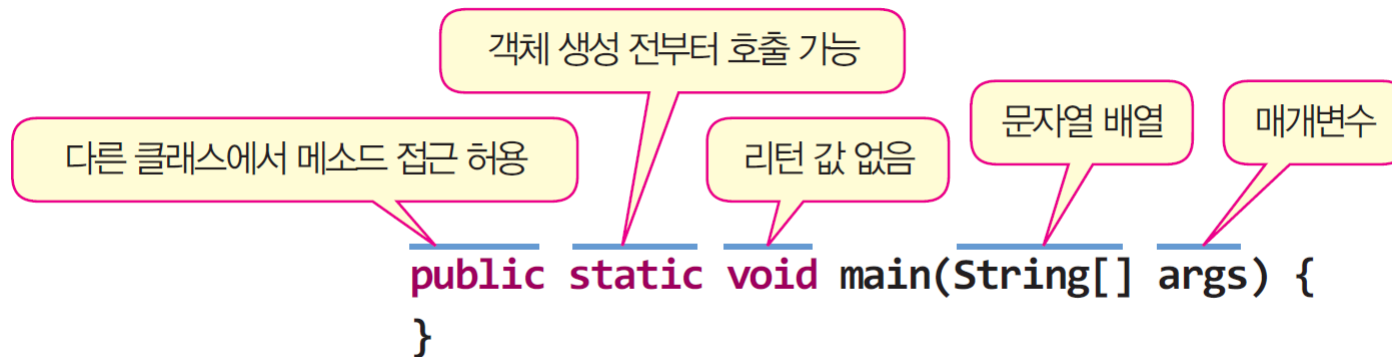 객체 생성 전부터 호출 가능
다른 클래스에서 메소드 접근 허용
리턴 값 없음
문자열 배열
매개변수
public static void main(String[] args) {
}